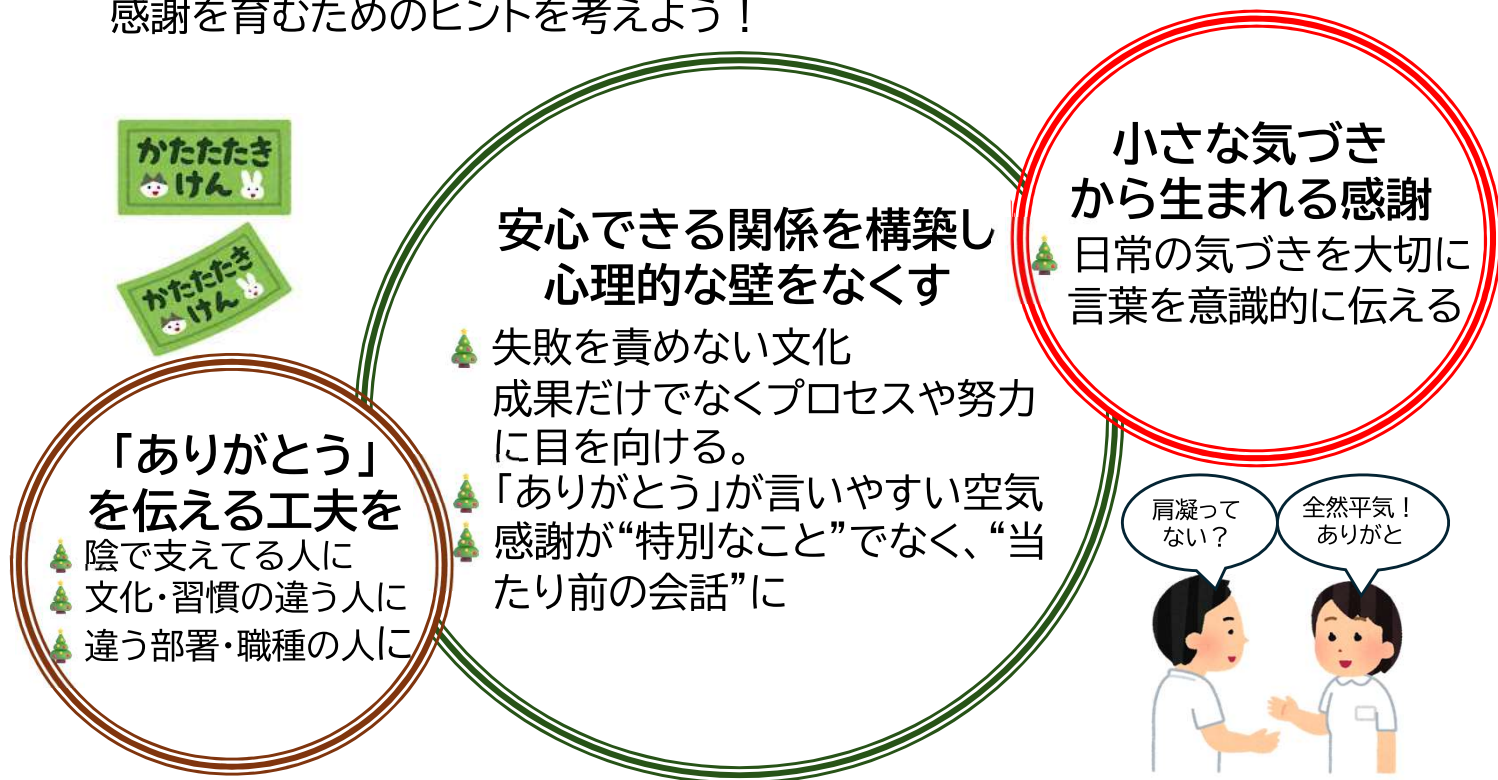 感謝を育むためのヒントを考えよう！
かたたたき
けん
かたたたき
けん
「ありがとう」
を伝える工夫を
陰で支えてる人に
文化・習慣の違う人に
違う部署・職種の人に
安心できる関係を構築し
心理的な壁をなくす
失敗を責めない文化
成果だけでなくプロセスや努力
に目を向ける。
「ありがとう」が言いやすい空気
感謝が“特別なこと”でなく、“当
たり前の会話”に
小さな気づき
から生まれる感謝
日常の気づきを大切に
言葉を意識的に伝える
肩凝って
ない？
全然平気！
ありがと